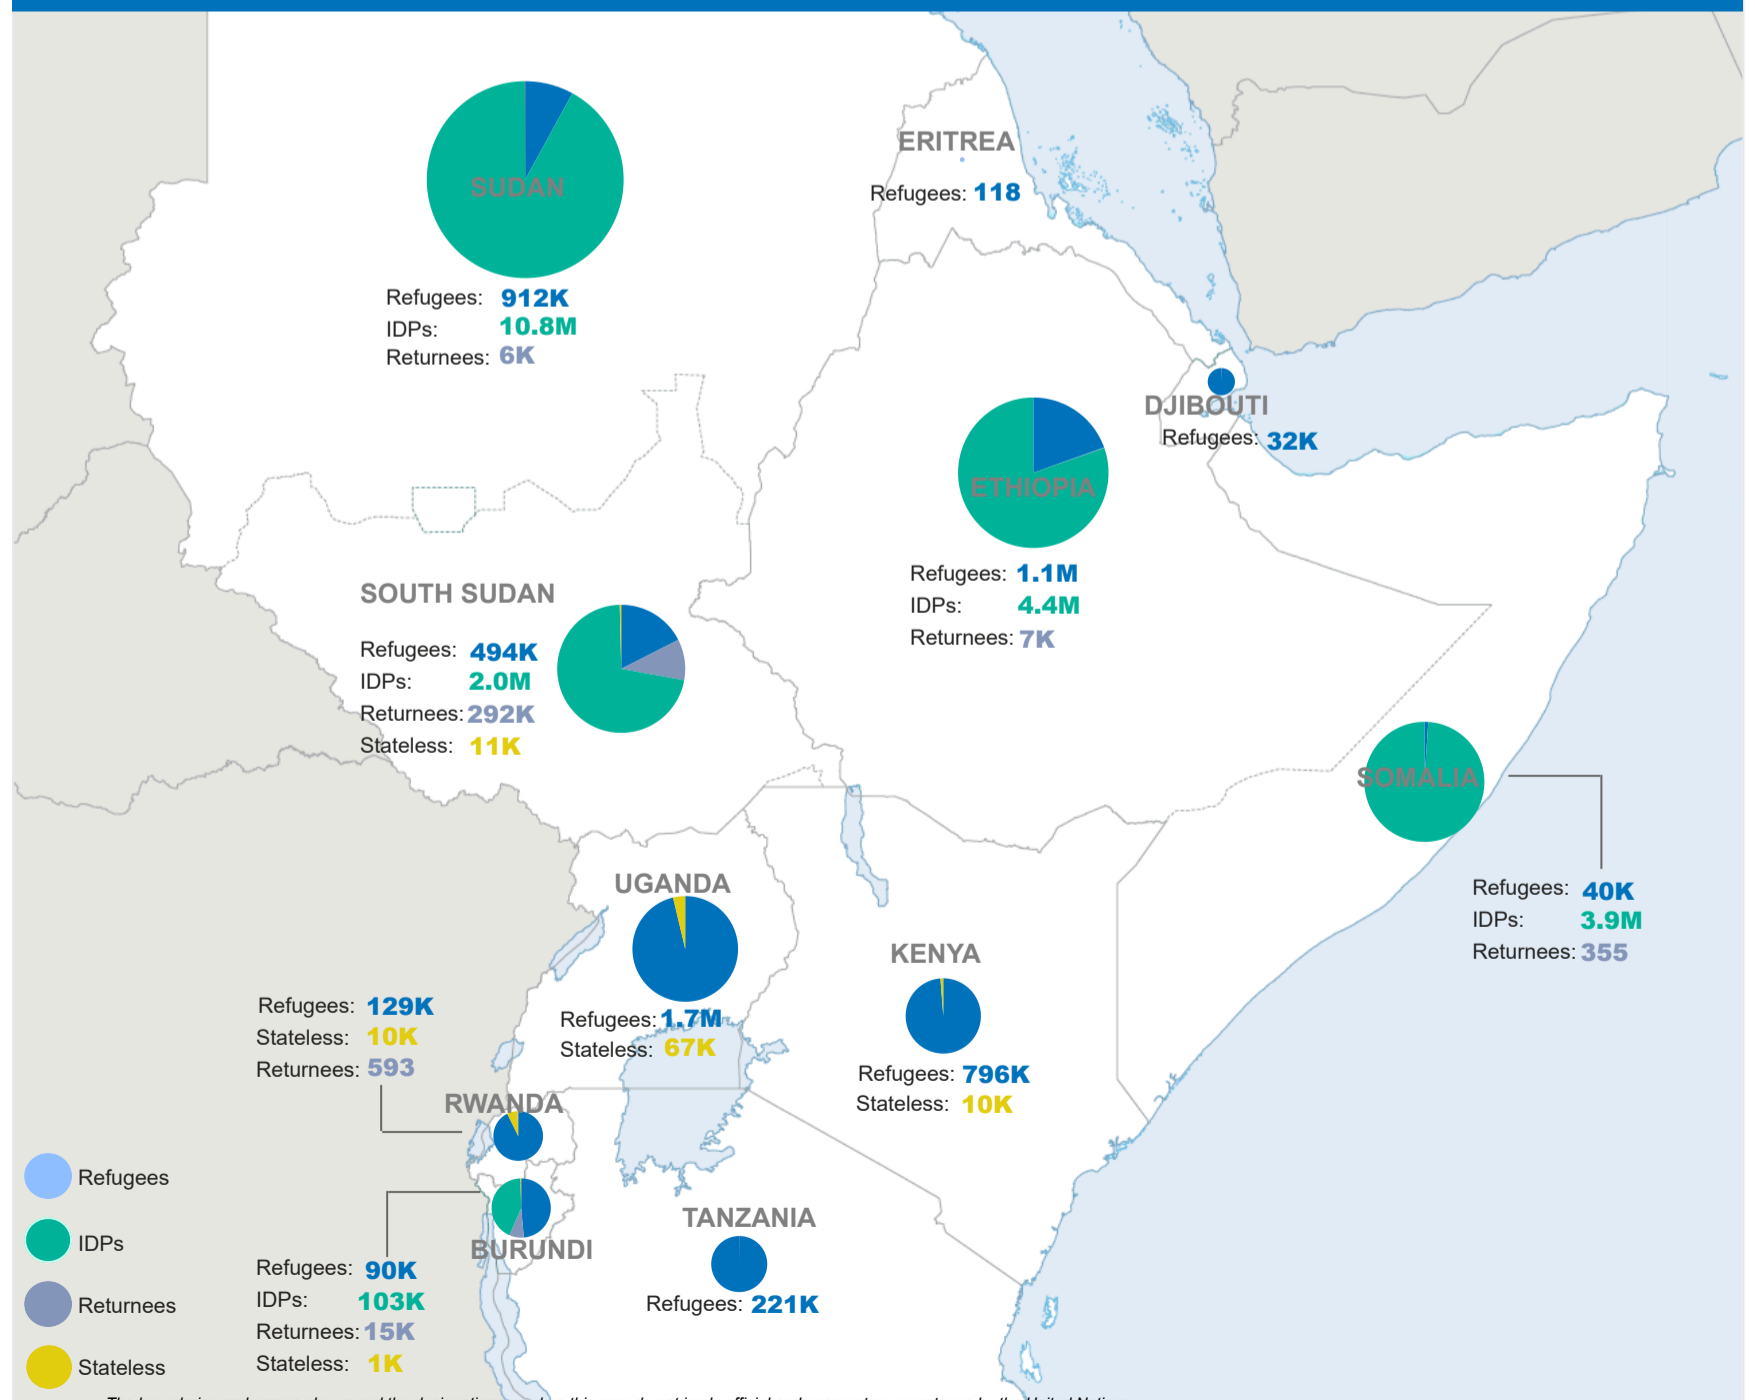 SUDAN
Refugees: 912K
IDPs: 10.8M
Returnees: 6K
ERITREA
Refugees: 118
DJIBOUTI
Refugees: 32K
ETHIOPIA
Refugees: 1.1M
IDPs: 4.4M
Returnees: 7K
SOUTH SUDAN
Refugees: 494K
IDPs: 2.0M
Returnees: 292K
Stateless: 11K
SOMALIA
Refugees: 40K
IDPs: 3.9M
Returnees: 355
UGANDA
Refugees: 1.7M
Stateless: 67K
KENYA
Refugees: 796K
Stateless: 10K
Refugees: 129K
Stateless: 10K
Returnees: 593
RWANDA
BURUNDI
Refugees: 90K
IDPs: 103K
Returnees: 15K
Stateless: 1K
TANZANIA
Refugees: 221K
Refugees
IDPs
Returnees
Stateless